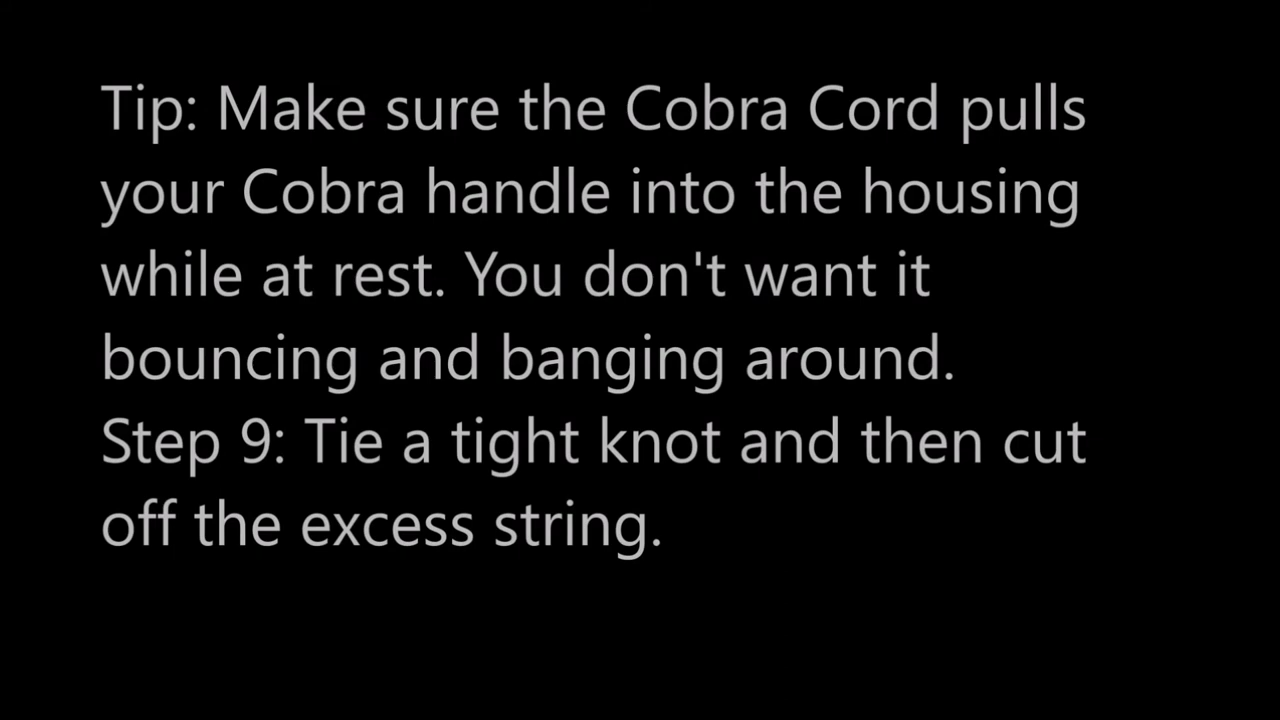 Tip: Make sure the Cobra Cord pulls
your Cobra handle into the housing
while at rest. You don't want it
bouncing and banging around.
Step 9: Tie a tight knot and then cut
off the excess string.